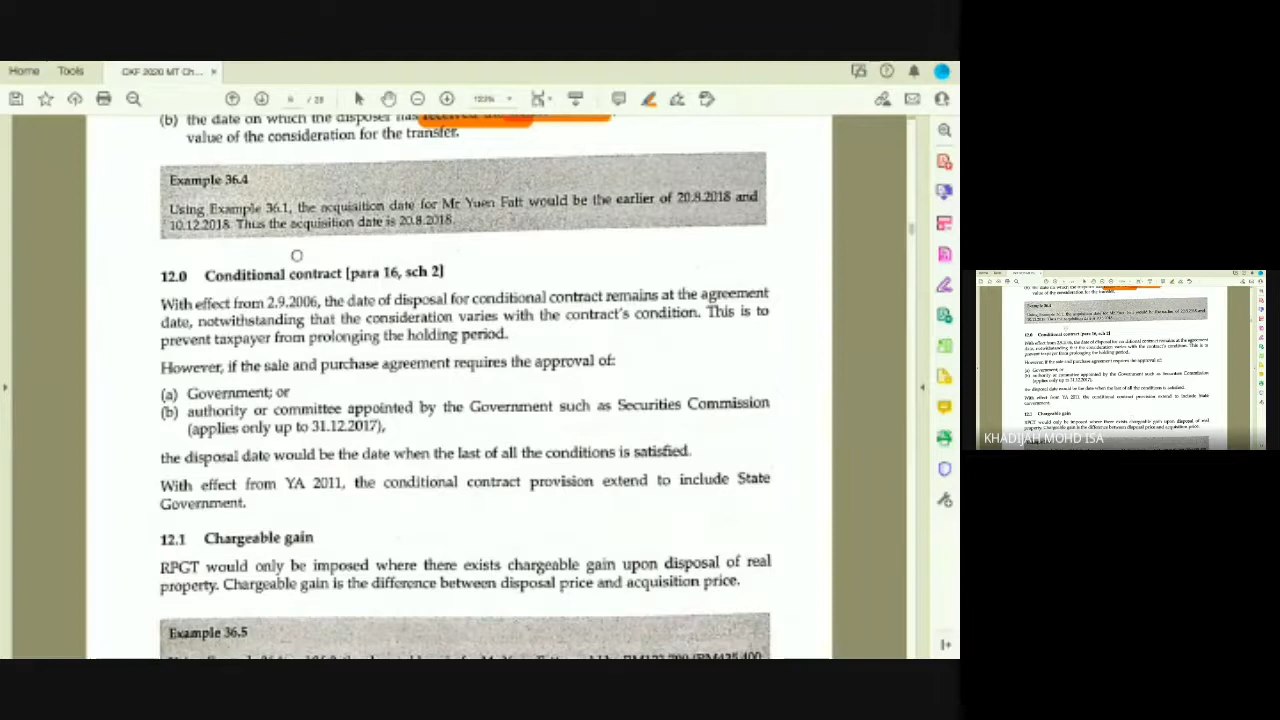 Home Tools CKF 2020 MT Ch... ×
/ 28
(b) the date on which the disposer has received
value of the consideration for the transfer.
Example 36.4
Using Example 36.1, the acquisition date for Mr Yuen Fatt would be the earlier of 20.8.2018 and
10.12.2018. Thus the acquisition date is 20.8.2018.
12.0 Conditional contract [para 16, sch 2]
With effect from 2.9.2006, the date of disposal for conditional contract remains at the agreement
date, notwithstanding that the consideration varies with the contract's condition. This is to
prevent taxpayer from prolonging the holding period.
However, if the sale and purchase agreement requires the approval of:
(a) Government; or
(b) authority or committee appointed by the Government such as Securities Commission
(applies only up to 31.12.2017),
the disposal date would be the date when the last of all the conditions is satisfied.
With effect from YA 2011, the conditional contract provision extend to include State
Government.
12.1 Chargeable gain
RPGT would only be imposed where there exists chargeable gain upon disposal of real
property. Chargeable gain is the difference between disposal price and acquisition price.
Example 36.5
KHADIJAH MOHD ISA